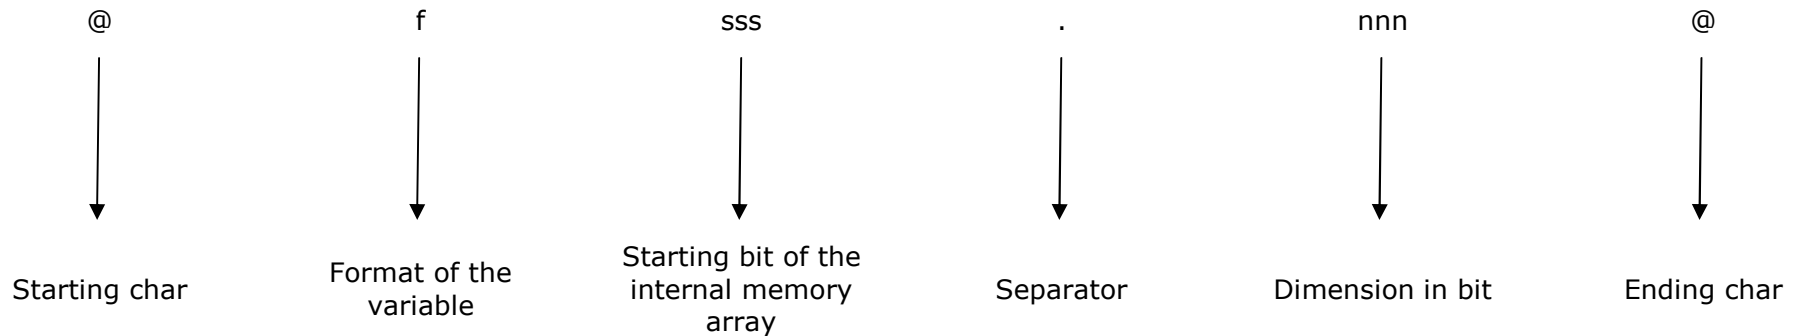 @ f sss . nnn @
Starting char
Format of the
variable
Starting bit of the
internal memory
array
Separator
Dimension in bit
Ending char